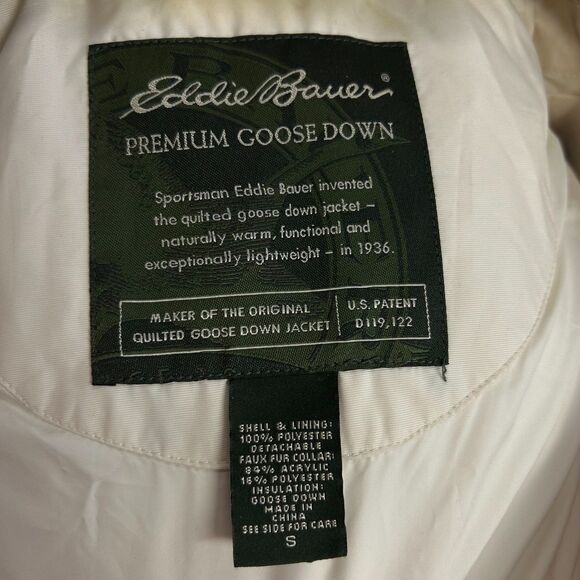 Eddie Bauer®
PREMIUM GOOSE DOWN
Sportsman Eddie Bauer invented
the quilted goose down jacket –
naturally warm, functional and
exceptionally lightweight – in 1936.
MAKER OF THE ORIGINAL
QUILTED GOOSE DOWN JACKET
U.S. PATENT
D119,122
SHELL & LINING:
100% POLYESTER
DETACHABLE
FAUX FUR COLLAR:
84% ACRYLIC
16% POLYESTER
INSULATION:
GOOSE DOWN
MADE IN
CHINA
SEE SIDE FOR CARE
S